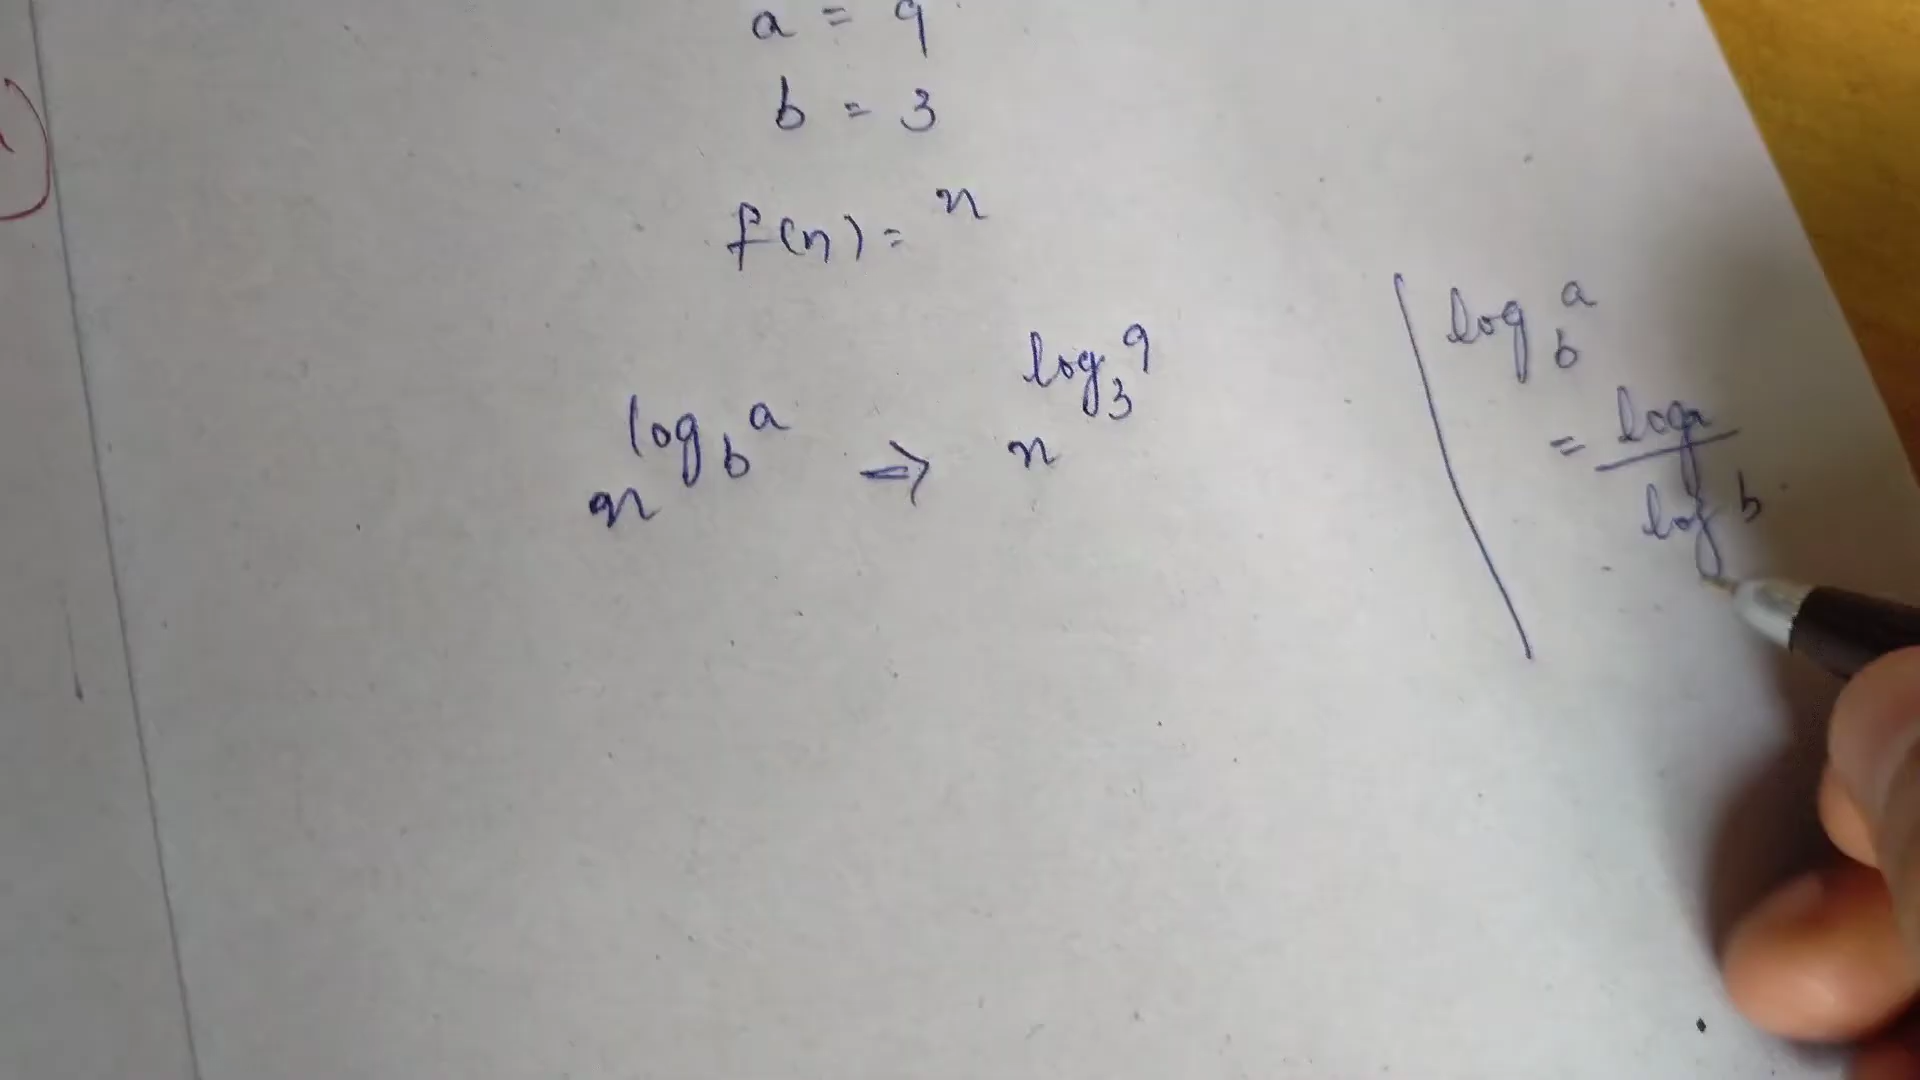 a = 9
b = 3
f(n) = n
n^log_b a ⇒ n^log_3 9
log_b a
= log a / log b